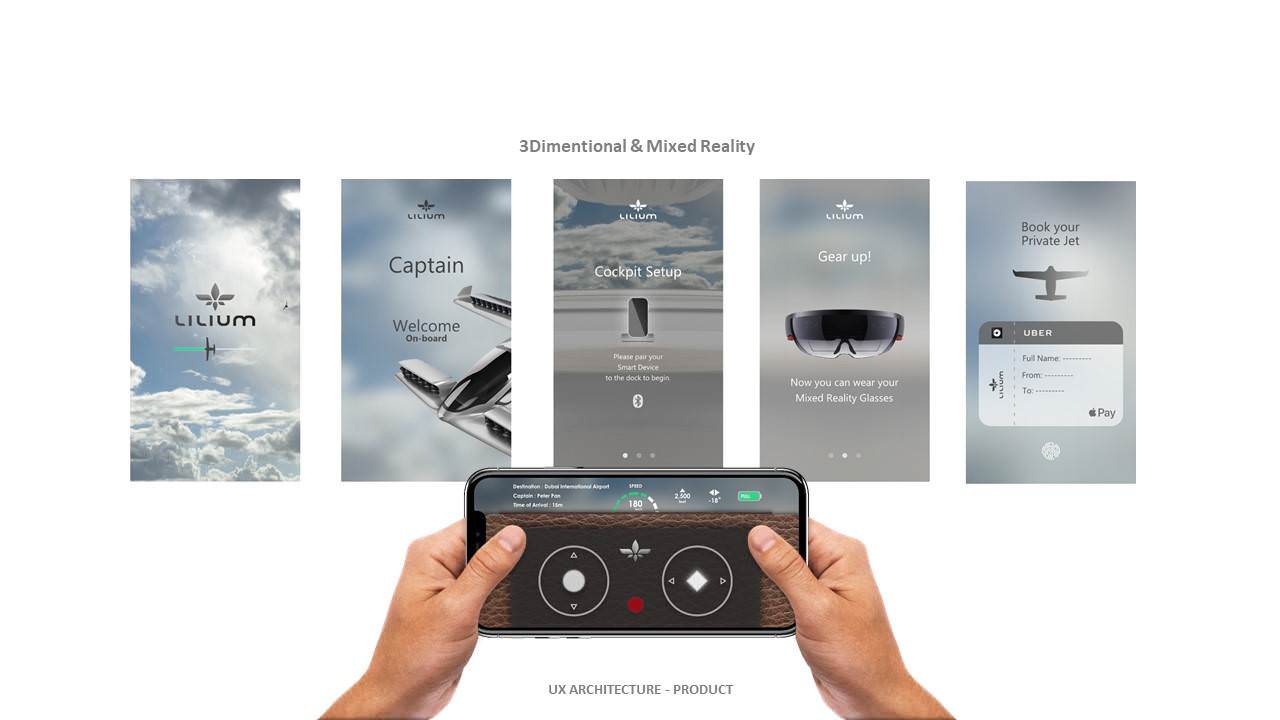 3Dimentional & Mixed Reality
LILIUM
LILIUM
Captain
Welcome
On-board
LILIUM
Cockpit Setup
Please pair your
Smart Device
to the dock to begin.
LILIUM
Gear up!
Now you can wear your
Mixed Reality Glasses
Book your
Private Jet
UBER
Full Name: ---------
From: ---------
To: ---------
LILIUM
Pay
Destination : Dubai International Airport
Captain : Peter Pan
Time of Arrival : 15m
SPEED
180
2,500
-18°
FULL
UX ARCHITECTURE - PRODUCT